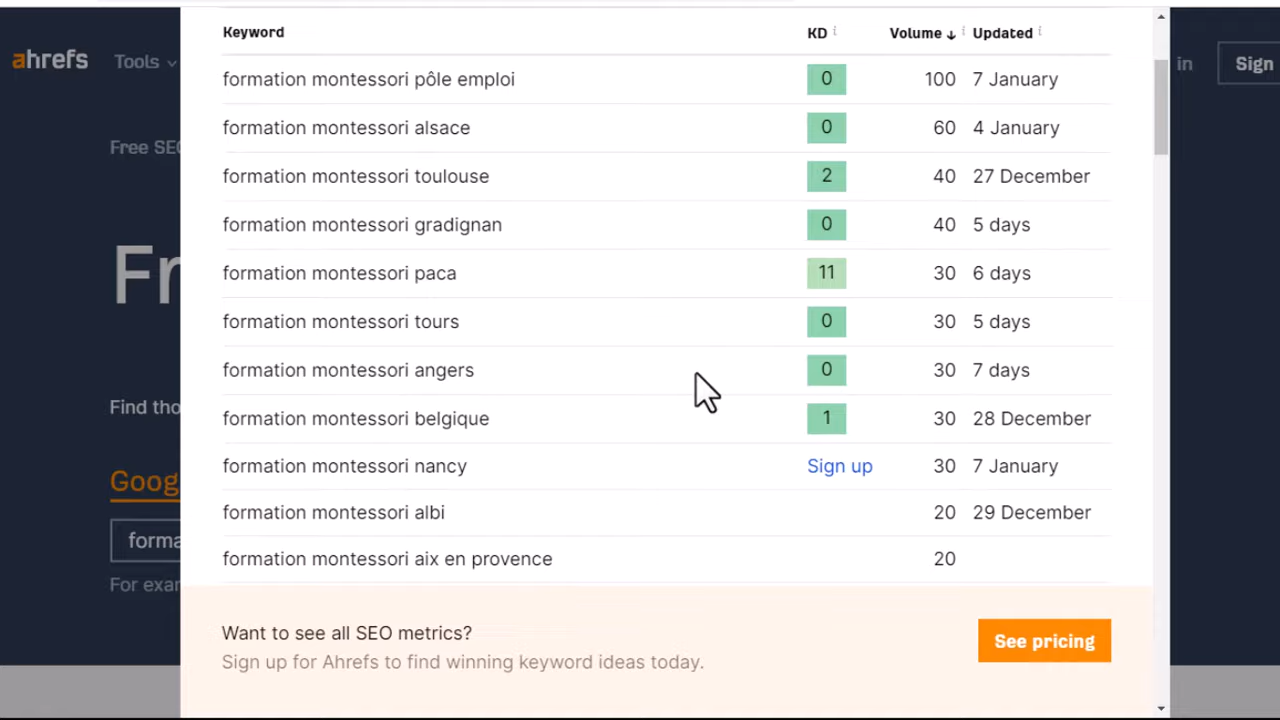 Keyword KD i Volume ↓ i Updated i
ahrefs Tools in Sign
formation montessori pôle emploi 0 100 7 January
formation montessori alsace 0 60 4 January
Free SEO
formation montessori toulouse 2 40 27 December
formation montessori gradignan 0 40 5 days
Fr
formation montessori paca 11 30 6 days
formation montessori tours 0 30 5 days
formation montessori angers 0 30 7 days
Find tho
formation montessori belgique 1 30 28 December
formation montessori nancy Sign up 30 7 January
Goog
formation montessori albi 20 29 December
forma
formation montessori aix en provence 20
For exar
Want to see all SEO metrics?
See pricing
Sign up for Ahrefs to find winning keyword ideas today.